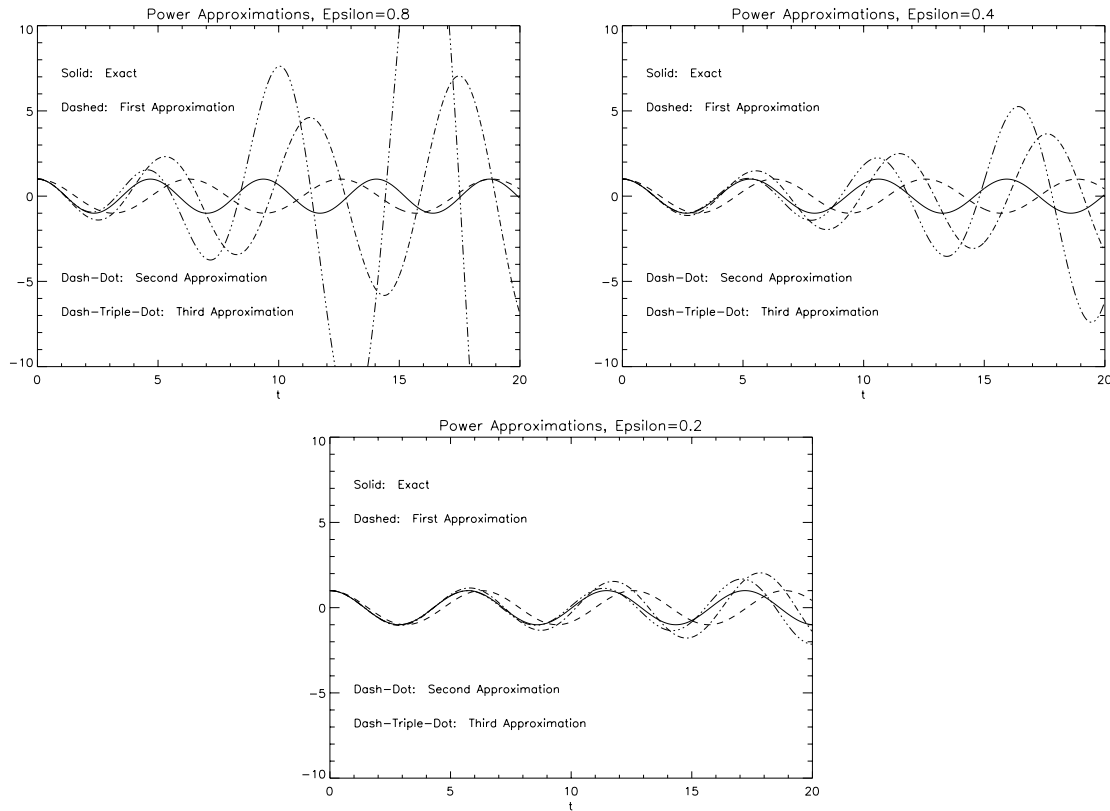 Power Approximations, Epsilon=0.8
10
5
0
−5
−10
Solid: Exact
Dashed: First Approximation
Dash−Dot: Second Approximation
Dash−Triple−Dot: Third Approximation
0 5 10 15 20
t
Power Approximations, Epsilon=0.4
10
5
0
−5
−10
Solid: Exact
Dashed: First Approximation
Dash−Dot: Second Approximation
Dash−Triple−Dot: Third Approximation
0 5 10 15 20
t
Power Approximations, Epsilon=0.2
10
5
0
−5
−10
Solid: Exact
Dashed: First Approximation
Dash−Dot: Second Approximation
Dash−Triple−Dot: Third Approximation
0 5 10 15 20
t